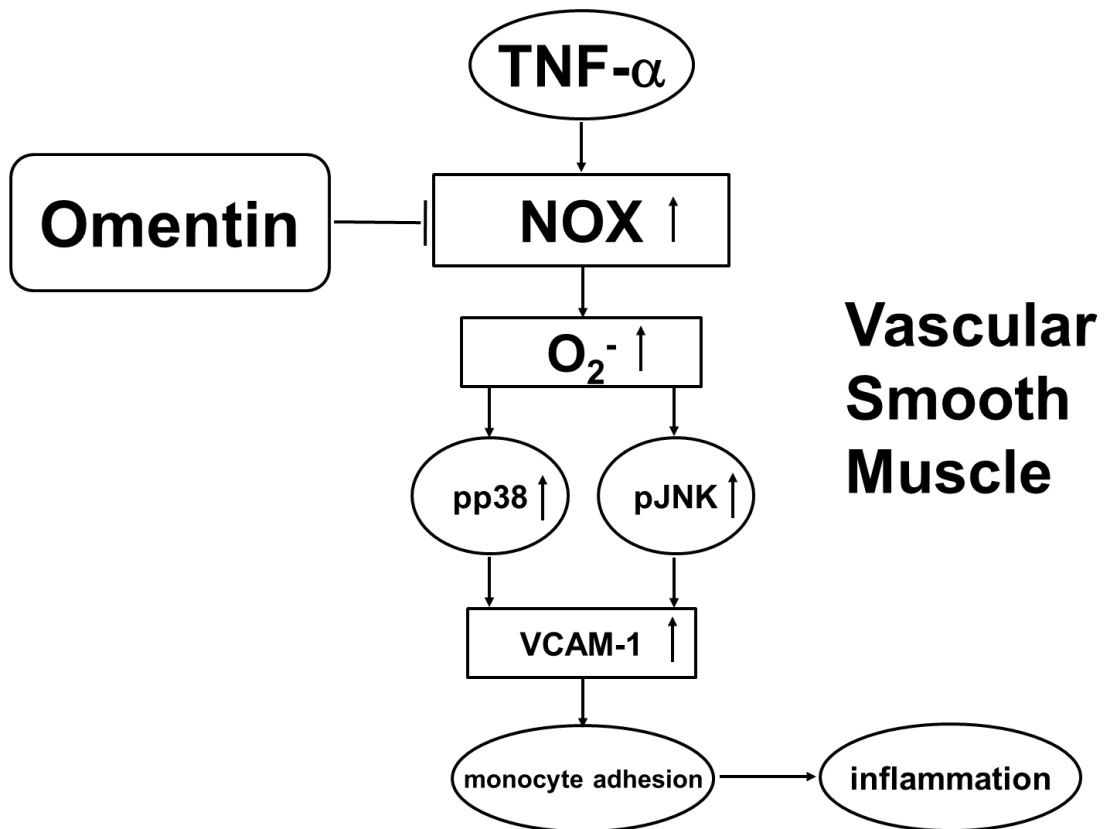 TNF-α
Omentin
NOX ↑
O₂⁻ ↑
Vascular
Smooth
Muscle
pp38 ↑
pJNK ↑
VCAM-1 ↑
monocyte adhesion
inflammation